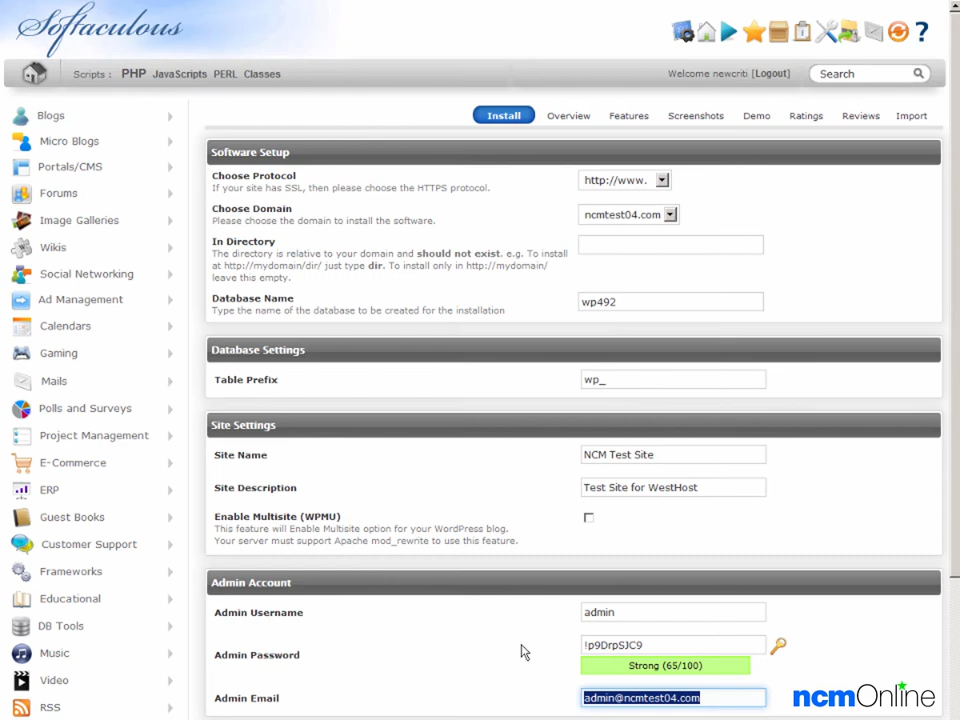 Softaculous
Scripts : PHP JavaScripts PERL Classes
Welcome newcriti [Logout]
Search
Blogs
Micro Blogs
Portals/CMS
Forums
Image Galleries
Wikis
Social Networking
Ad Management
Calendars
Gaming
Mails
Polls and Surveys
Project Management
E-Commerce
ERP
Guest Books
Customer Support
Frameworks
Educational
DB Tools
Music
Video
RSS
Install Overview Features Screenshots Demo Ratings Reviews Import
Software Setup
Choose Protocol
If your site has SSL, then please choose the HTTPS protocol.
http://www.
Choose Domain
Please choose the domain to install the software.
ncmtest04.com
In Directory
The directory is relative to your domain and should not exist. e.g. To install
at http://mydomain/dir/ just type dir. To install only in http://mydomain/
leave this empty.
Database Name
Type the name of the database to be created for the installation
wp492
Database Settings
Table Prefix
wp_
Site Settings
Site Name
NCM Test Site
Site Description
Test Site for WestHost
Enable Multisite (WPMU)
This feature will Enable Multisite option for your WordPress blog.
Your server must support Apache mod_rewrite to use this feature.
Admin Account
Admin Username
admin
Admin Password
!p9DrpSJC9
Strong (65/100)
Admin Email
admin@ncmtest04.com
ncmOnline